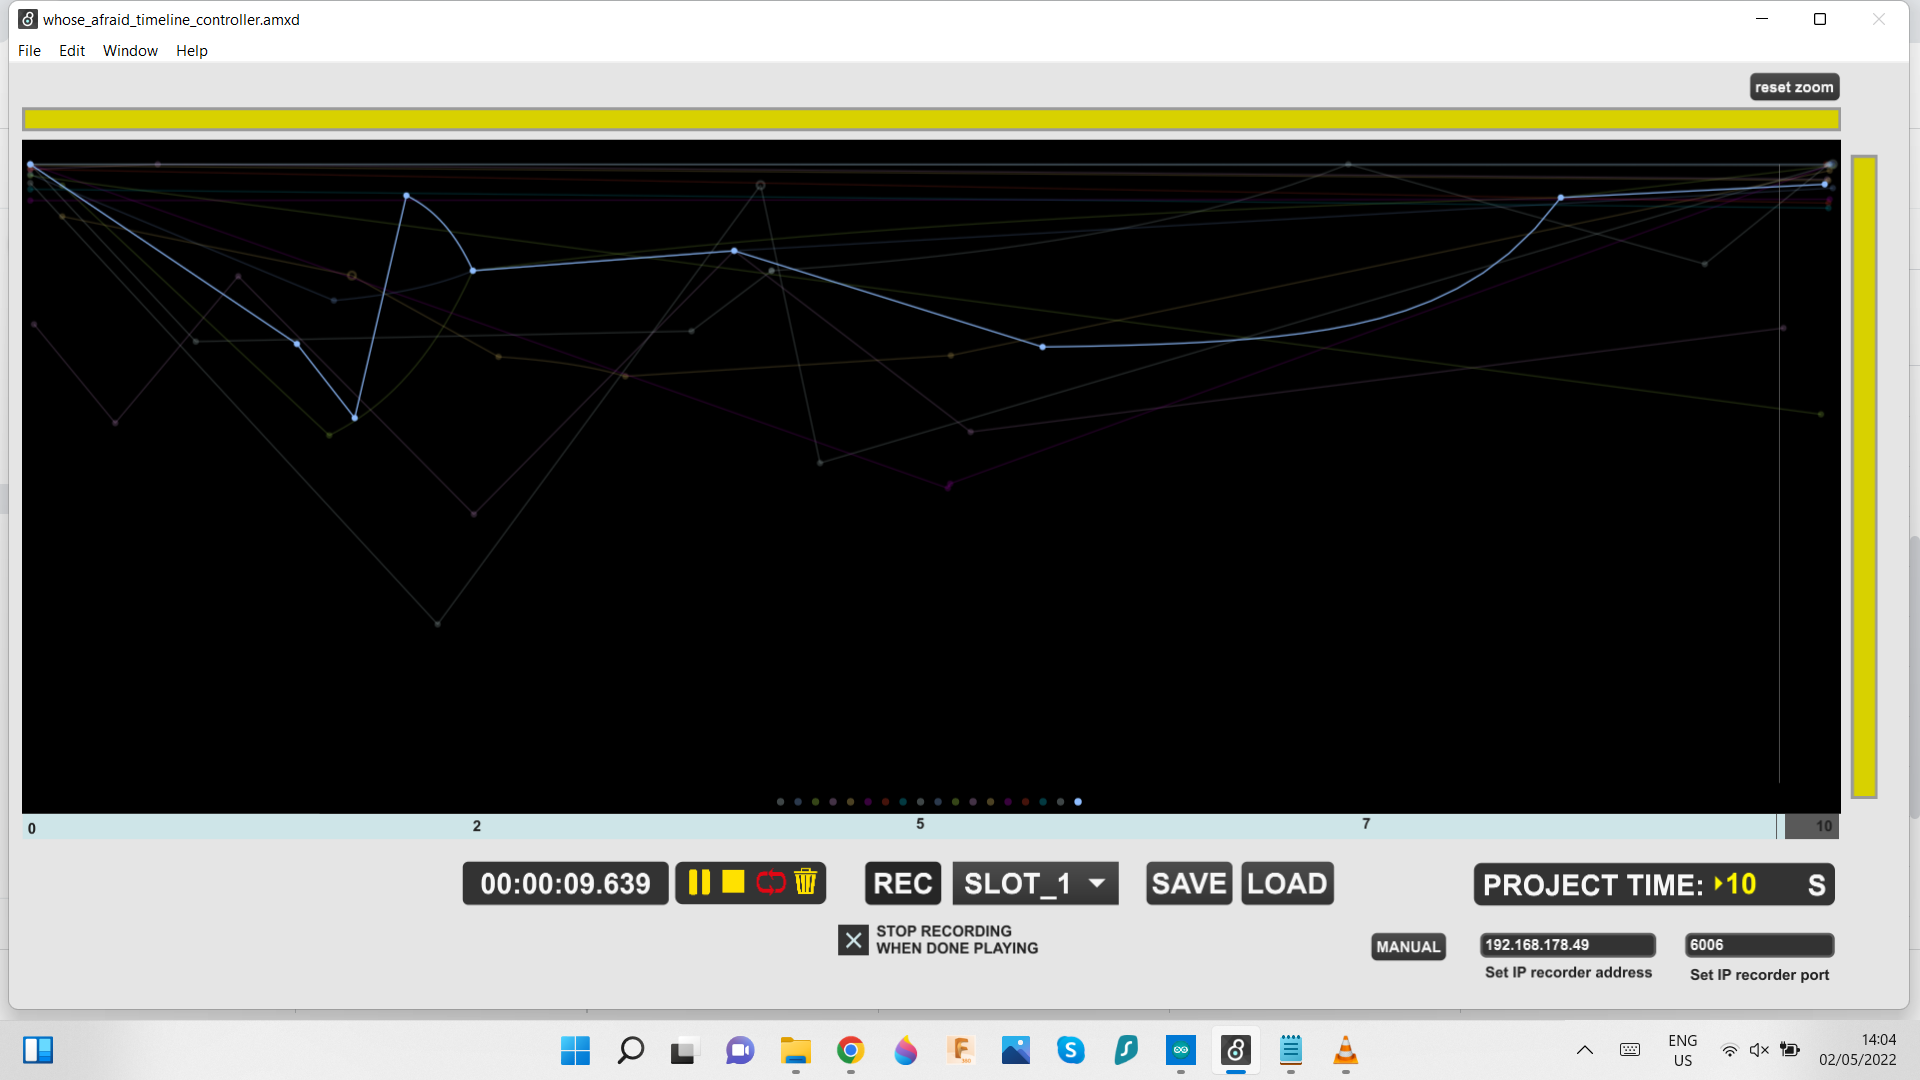 whose_afraid_timeline_controller.amxd
File Edit Window Help
reset zoom
0 2 5 7 10
00:00:09.639 REC SLOT_1 SAVE LOAD PROJECT TIME: 10 S
STOP RECORDING
WHEN DONE PLAYING
MANUAL 192.168.178.49 6006
Set IP recorder address Set IP recorder port
ENG
US
14:04
02/05/2022